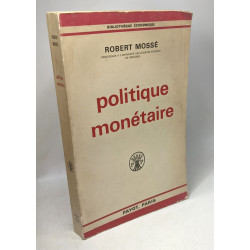 BIBLIOTHÈQUE ÉCONOMIQUE
ROBERT MOSSÉ
politique
monétaire
PAYOT, PARIS